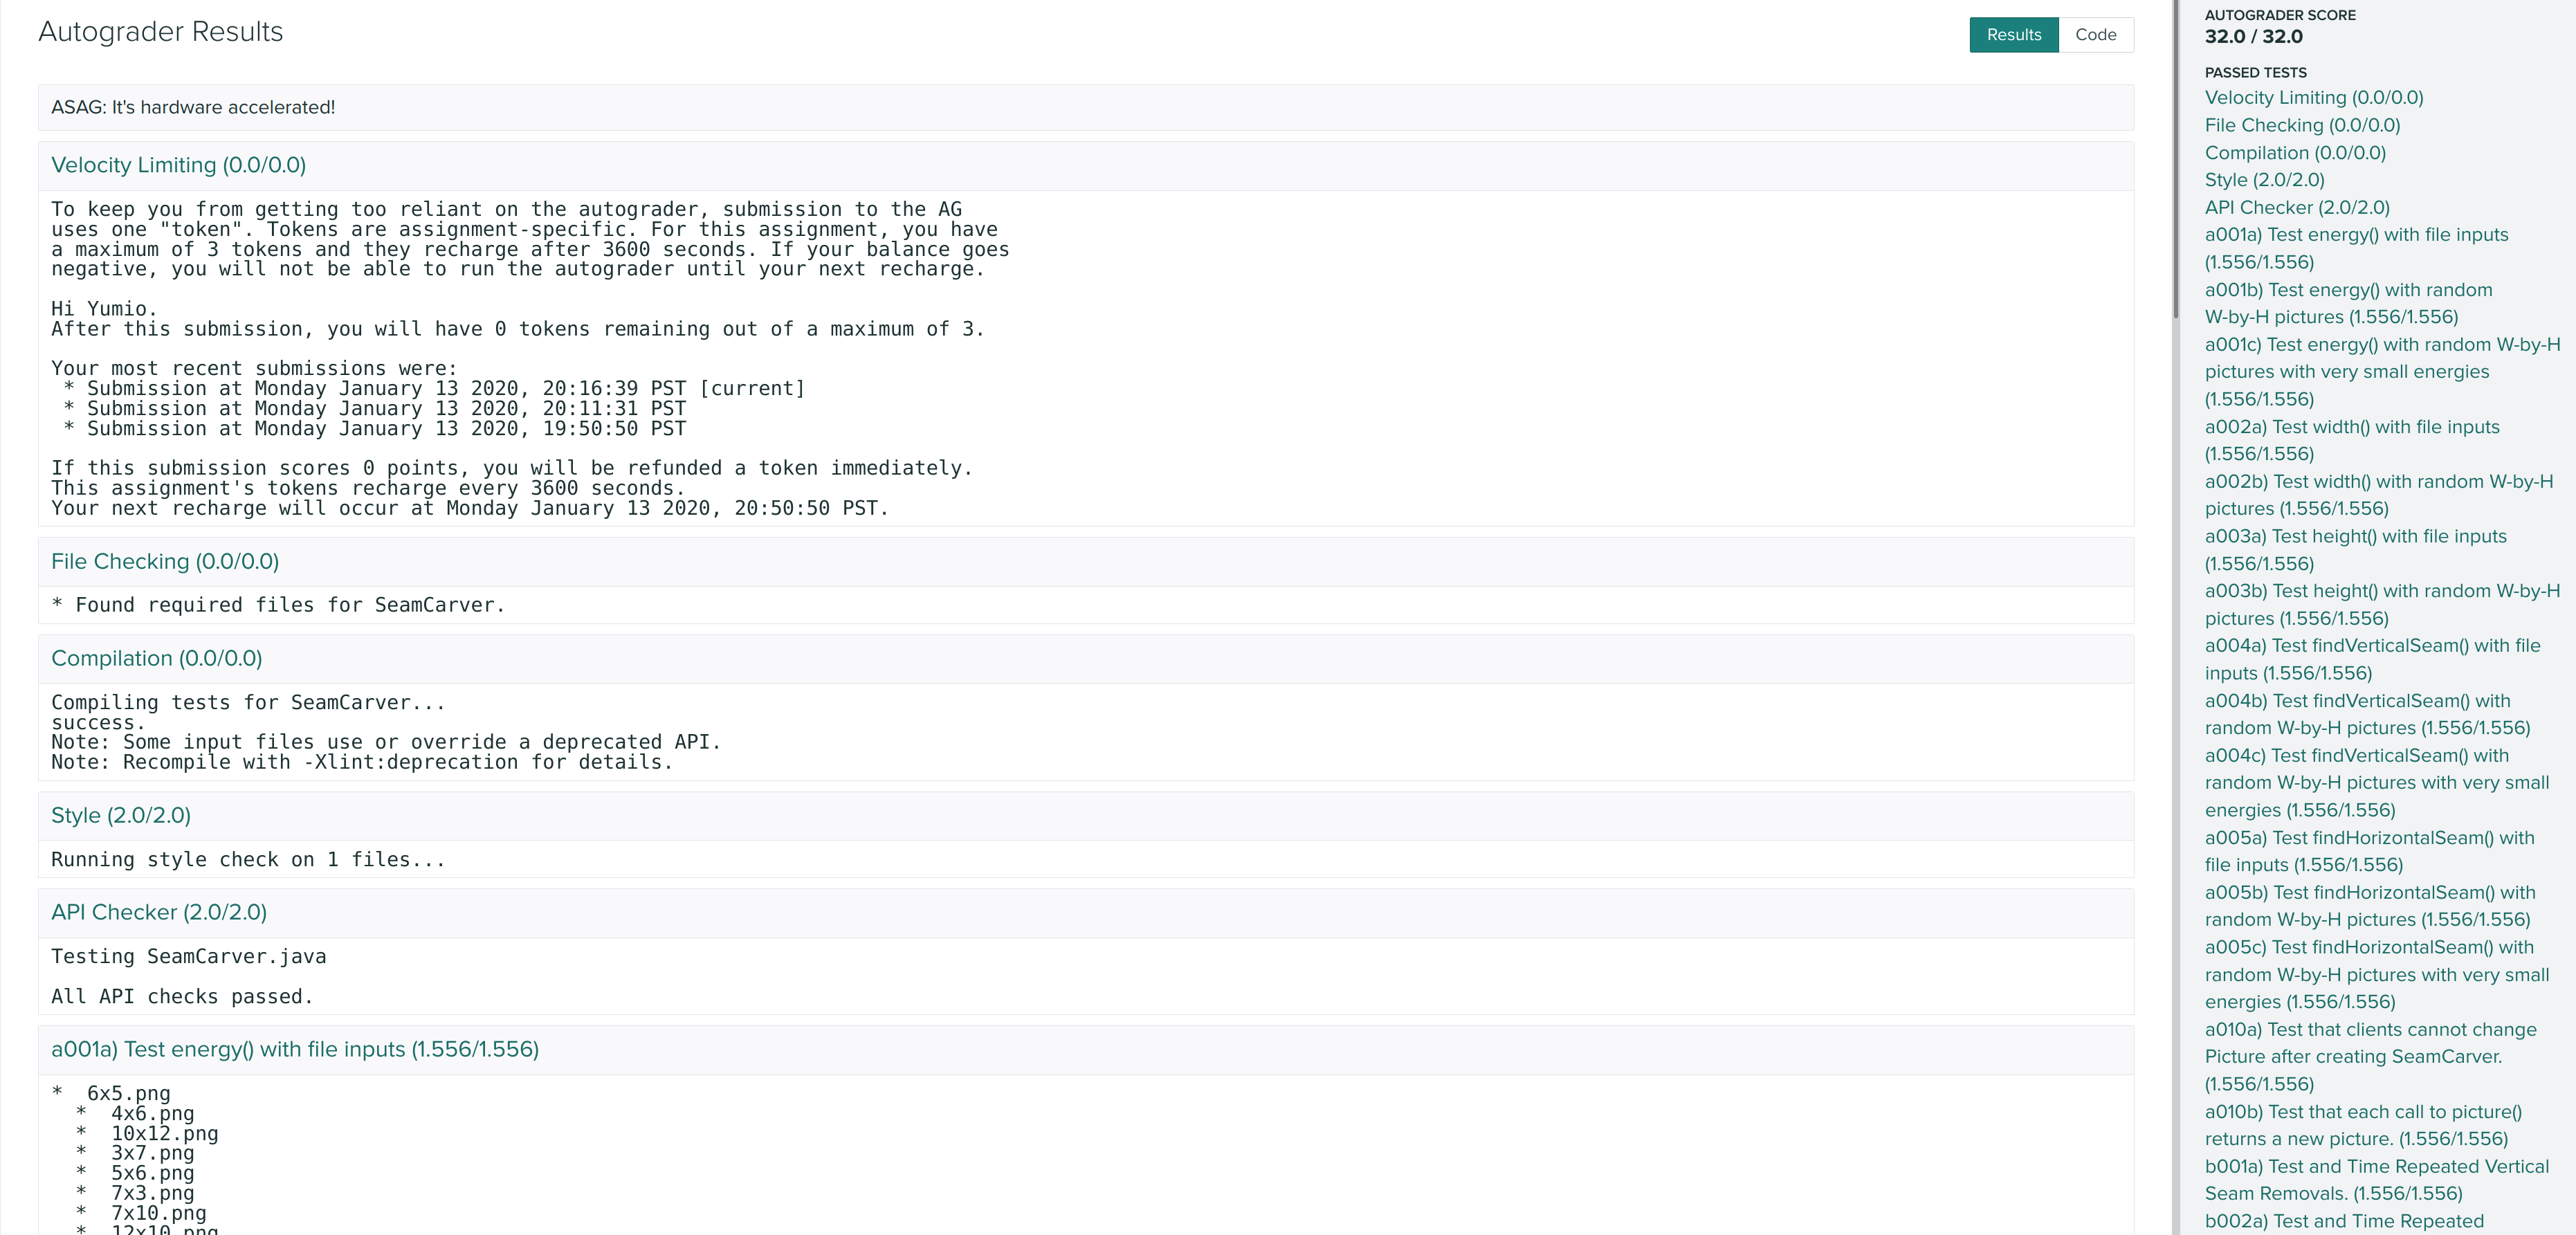 Autograder Results
Results
Code
ASAG: It's hardware accelerated!
Velocity Limiting (0.0/0.0)
To keep you from getting too reliant on the autograder, submission to the AG
uses one "token". Tokens are assignment-specific. For this assignment, you have
a maximum of 3 tokens and they recharge after 3600 seconds. If your balance goes
negative, you will not be able to run the autograder until your next recharge.
Hi Yumio.
After this submission, you will have 0 tokens remaining out of a maximum of 3.
Your most recent submissions were:
* Submission at Monday January 13 2020, 20:16:39 PST [current]
* Submission at Monday January 13 2020, 20:11:31 PST
* Submission at Monday January 13 2020, 19:50:50 PST
If this submission scores 0 points, you will be refunded a token immediately.
This assignment's tokens recharge every 3600 seconds.
Your next recharge will occur at Monday January 13 2020, 20:50:50 PST.
File Checking (0.0/0.0)
* Found required files for SeamCarver.
Compilation (0.0/0.0)
Compiling tests for SeamCarver...
success.
Note: Some input files use or override a deprecated API.
Note: Recompile with -Xlint:deprecation for details.
Style (2.0/2.0)
Running style check on 1 files...
API Checker (2.0/2.0)
Testing SeamCarver.java
All API checks passed.
a001a) Test energy() with file inputs (1.556/1.556)
* 6x5.png
* 4x6.png
* 10x12.png
* 3x7.png
* 5x6.png
* 7x3.png
* 7x10.png
* 12x10.png
AUTOGRADER SCORE
32.0 / 32.0
PASSED TESTS
Velocity Limiting (0.0/0.0)
File Checking (0.0/0.0)
Compilation (0.0/0.0)
Style (2.0/2.0)
API Checker (2.0/2.0)
a001a) Test energy() with file inputs
(1.556/1.556)
a001b) Test energy() with random
W-by-H pictures (1.556/1.556)
a001c) Test energy() with random W-by-H
pictures with very small energies
(1.556/1.556)
a002a) Test width() with file inputs
(1.556/1.556)
a002b) Test width() with random W-by-H
pictures (1.556/1.556)
a003a) Test height() with file inputs
(1.556/1.556)
a003b) Test height() with random W-by-H
pictures (1.556/1.556)
a004a) Test findVerticalSeam() with file
inputs (1.556/1.556)
a004b) Test findVerticalSeam() with
random W-by-H pictures (1.556/1.556)
a004c) Test findVerticalSeam() with
random W-by-H pictures with very small
energies (1.556/1.556)
a005a) Test findHorizontalSeam() with
file inputs (1.556/1.556)
a005b) Test findHorizontalSeam() with
random W-by-H pictures (1.556/1.556)
a005c) Test findHorizontalSeam() with
random W-by-H pictures with very small
energies (1.556/1.556)
a010a) Test that clients cannot change
Picture after creating SeamCarver.
(1.556/1.556)
a010b) Test that each call to picture()
returns a new picture. (1.556/1.556)
b001a) Test and Time Repeated Vertical
Seam Removals. (1.556/1.556)
b002a) Test and Time Repeated